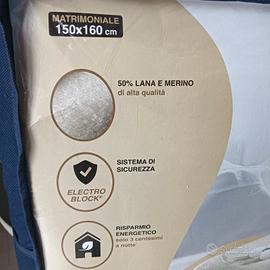 MATRIMONIALE
150x160 cm
50% LANA E MERINO
di alta qualità
SISTEMA DI
SICUREZZA
ELECTRO
BLOCK®
RISPARMIO
ENERGETICO
solo 3 centesimi
a notte